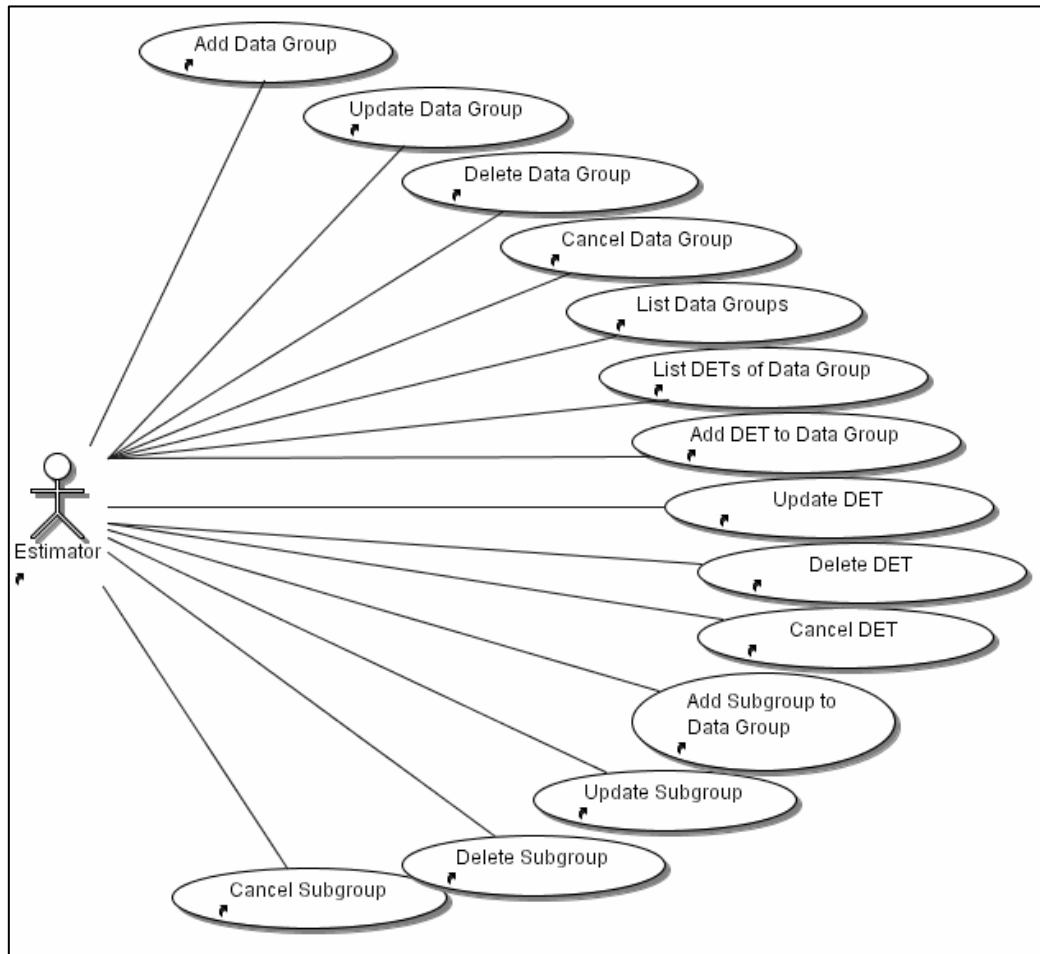 Add Data Group
Update Data Group
Delete Data Group
Cancel Data Group
List Data Groups
List DETs of Data Group
Add DET to Data Group
Update DET
Estimator
Delete DET
Cancel DET
Add Subgroup to
Data Group
Update Subgroup
Delete Subgroup
Cancel Subgroup